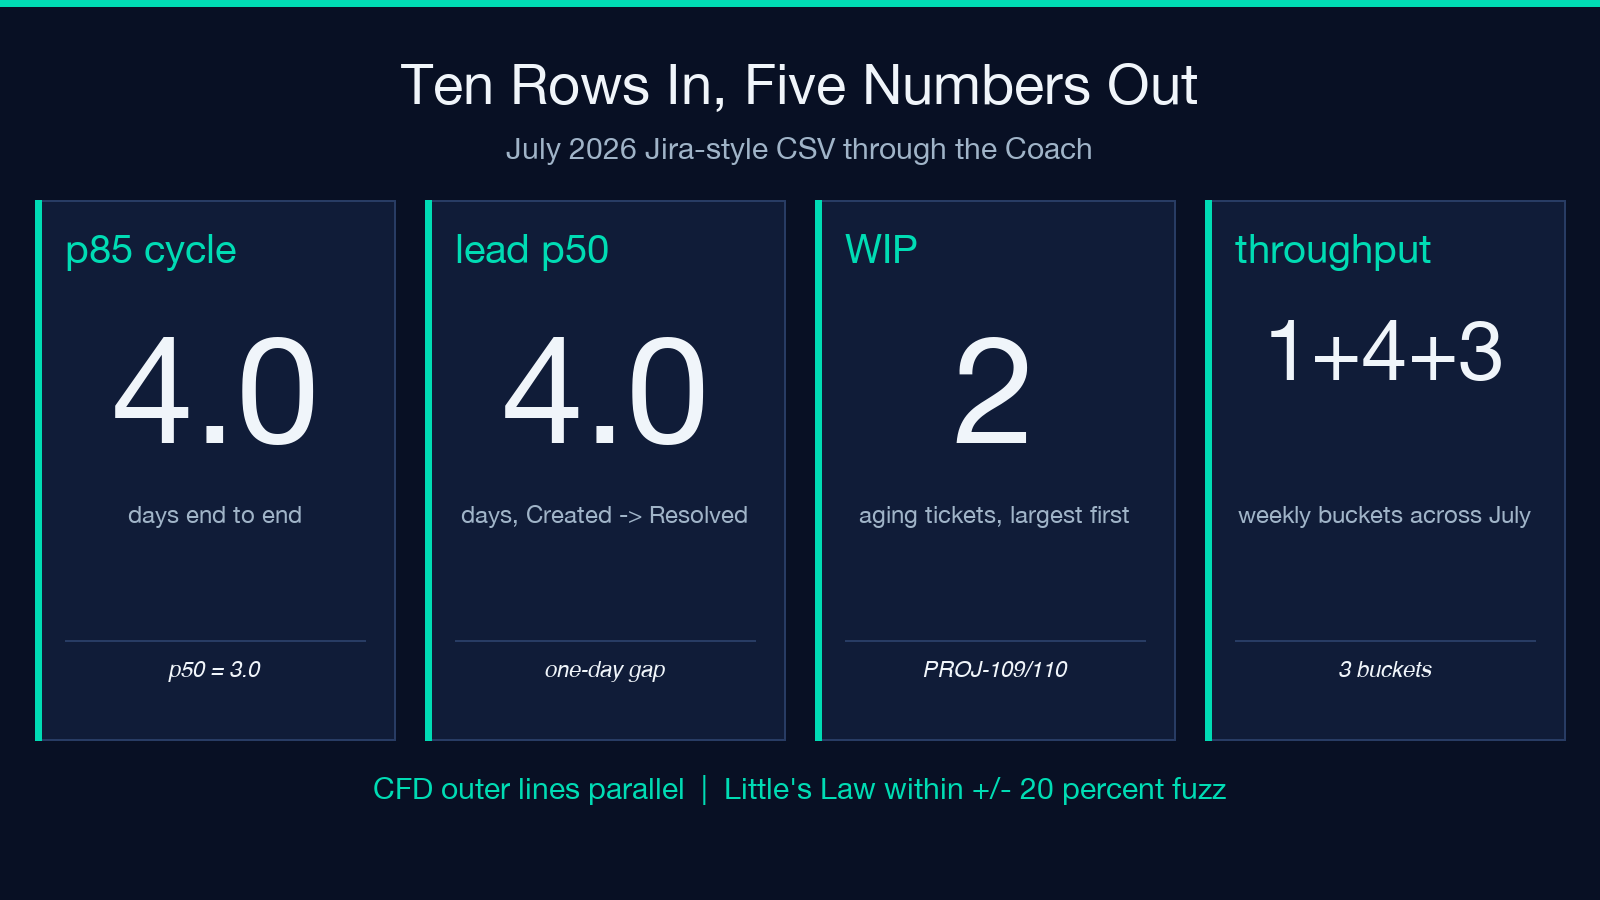 Ten Rows In, Five Numbers Out
July 2026 Jira-style CSV through the Coach
p85 cycle
4.0
days end to end
p50 = 3.0
lead p50
4.0
days, Created -> Resolved
one-day gap
WIP
2
aging tickets, largest first
PROJ-109/110
throughput
1+4+3
weekly buckets across July
3 buckets
CFD outer lines parallel | Little's Law within +/- 20 percent fuzz